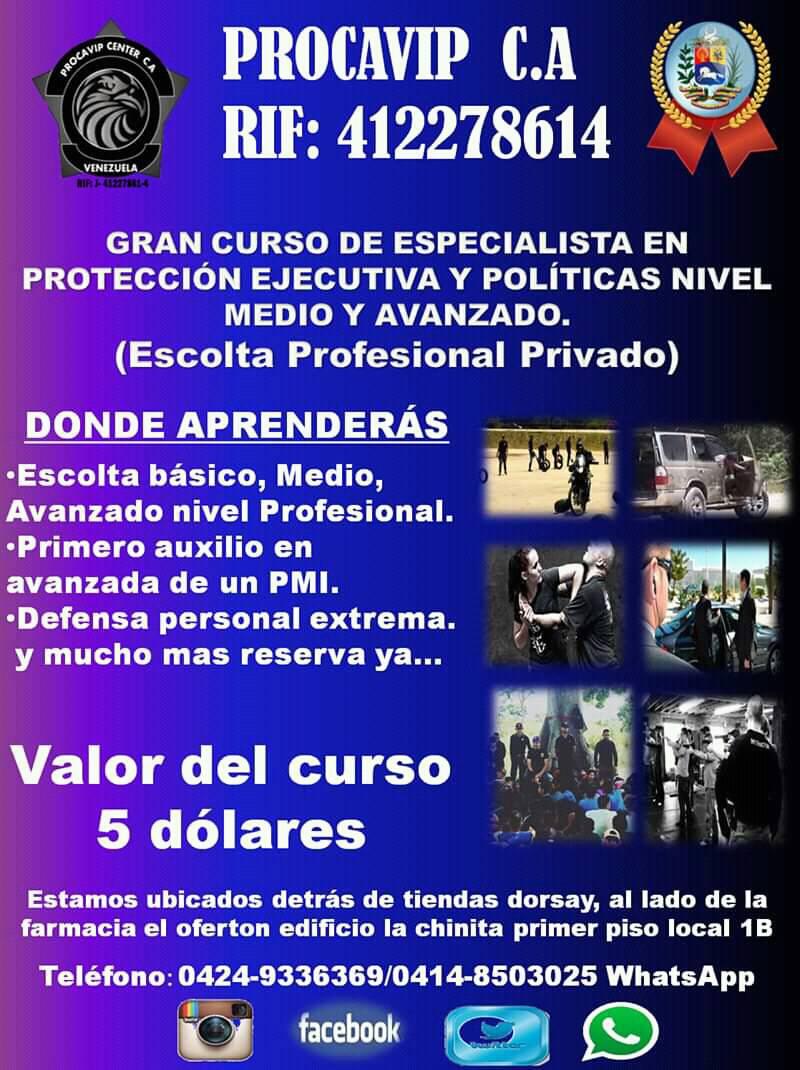 PROCAVIP CENTER C.A
VENEZUELA
RIF: J- 41227861-4
PROCAVIP C.A
RIF: 412278614
GRAN CURSO DE ESPECIALISTA EN
PROTECCIÓN EJECUTIVA Y POLÍTICAS NIVEL
MEDIO Y AVANZADO.
(Escolta Profesional Privado)
DONDE APRENDERÁS
•Escolta básico, Medio,
Avanzado nivel Profesional.
•Primero auxilio en
avanzada de un PMI.
•Defensa personal extrema.
y mucho mas reserva ya...
Valor del curso
5 dólares
Estamos ubicados detrás de tiendas dorsay, al lado de la
farmacia el oferton edificio la chinita primer piso local 1B
Teléfono: 0424-9336369/0414-8503025 WhatsApp
facebook